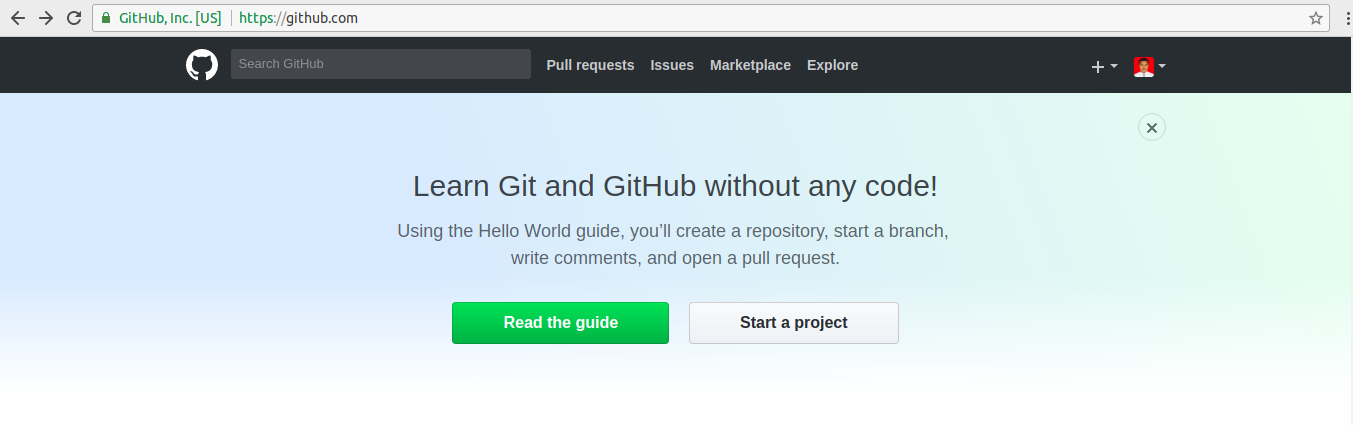 GitHub, Inc. [US] https://github.com
Search GitHub Pull requests Issues Marketplace Explore
Learn Git and GitHub without any code!
Using the Hello World guide, you’ll create a repository, start a branch,
write comments, and open a pull request.
Read the guide Start a project